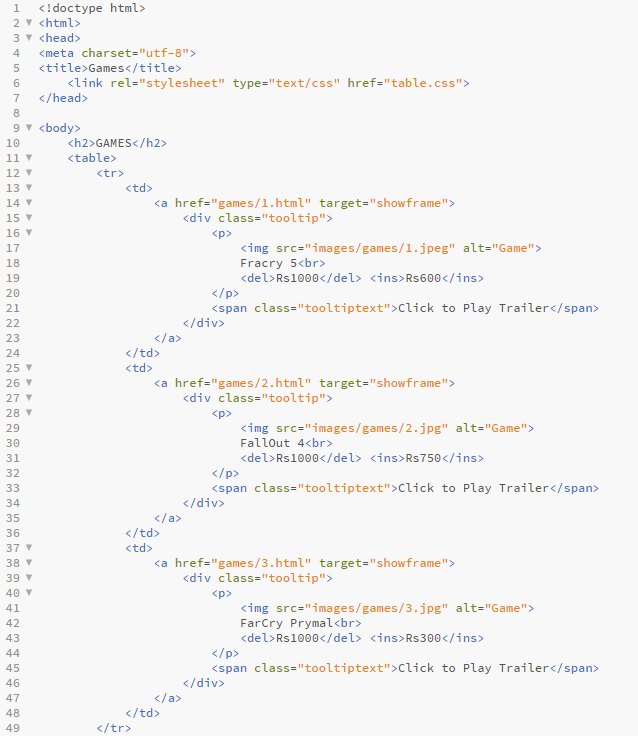 1 <!doctype html>
2 ▼ <html>
3 ▼ <head>
4 <meta charset="utf-8">
5 <title>Games</title>
6     <link rel="stylesheet" type="text/css" href="table.css">
7 </head>
8
9 ▼ <body>
10     <h2>GAMES</h2>
11 ▼     <table>
12 ▼         <tr>
13 ▼             <td>
14 ▼                 <a href="games/1.html" target="showframe">
15 ▼                     <div class="tooltip">
16 ▼                         <p>
17                             <img src="images/games/1.jpeg" alt="Game">
18                             Fracry 5<br>
19                             <del>Rs1000</del> <ins>Rs600</ins>
20                         </p>
21                         <span class="tooltiptext">Click to Play Trailer</span>
22                     </div>
23                 </a>
24             </td>
25 ▼             <td>
26 ▼                 <a href="games/2.html" target="showframe">
27 ▼                     <div class="tooltip">
28 ▼                         <p>
29                             <img src="images/games/2.jpg" alt="Game">
30                             FallOut 4<br>
31                             <del>Rs1000</del> <ins>Rs750</ins>
32                         </p>
33                         <span class="tooltiptext">Click to Play Trailer</span>
34                     </div>
35                 </a>
36             </td>
37 ▼             <td>
38 ▼                 <a href="games/3.html" target="showframe">
39 ▼                     <div class="tooltip">
40 ▼                         <p>
41                             <img src="images/games/3.jpg" alt="Game">
42                             FarCry Prymal<br>
43                             <del>Rs1000</del> <ins>Rs300</ins>
44                         </p>
45                         <span class="tooltiptext">Click to Play Trailer</span>
46                     </div>
47                 </a>
48             </td>
49         </tr>